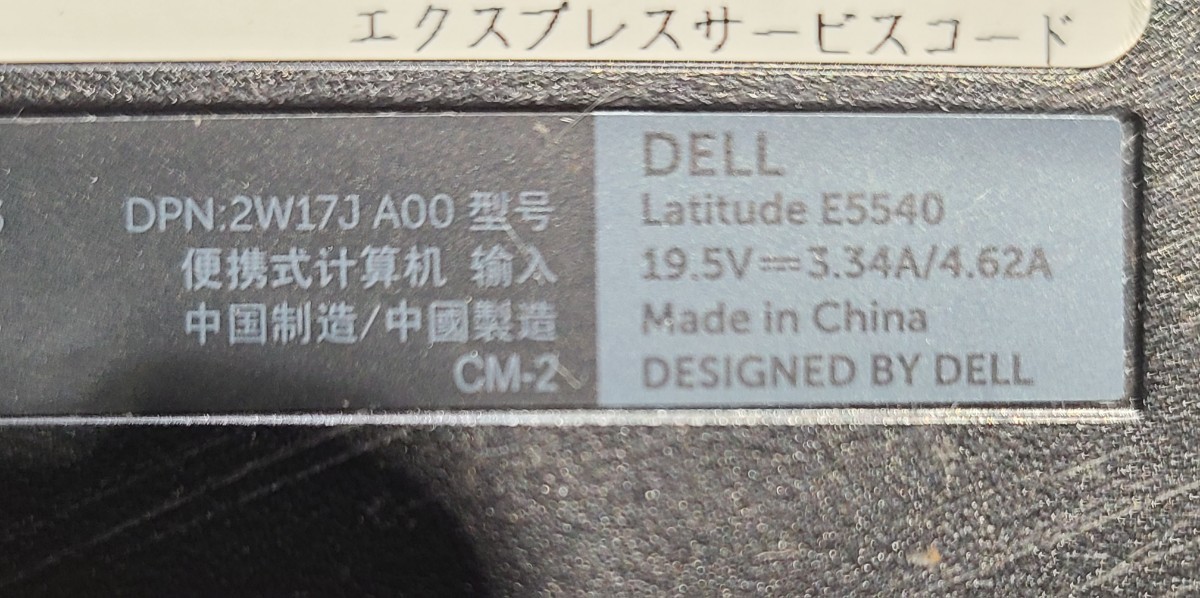 エクスプレスサービスコード
DPN:2W17J A00 型号
便携式计算机 输入
中国制造/中國製造
CM-2
DELL
Latitude E5540
19.5V⎓3.34A/4.62A
Made in China
DESIGNED BY DELL